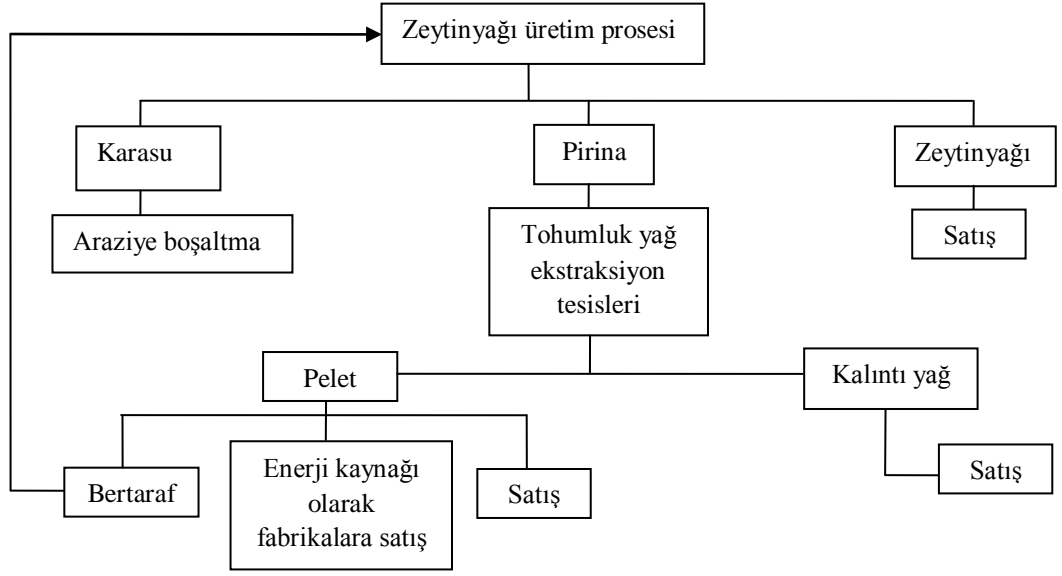 Zeytinyağı üretim prosesi
Karasu
Pirina
Zeytinyağı
Araziye boşaltma
Tohumluk yağ
ekstraksiyon
tesisleri
Satış
Pelet
Kalıntı yağ
Bertaraf
Enerji kaynağı
olarak
fabrikalara satış
Satış
Satış